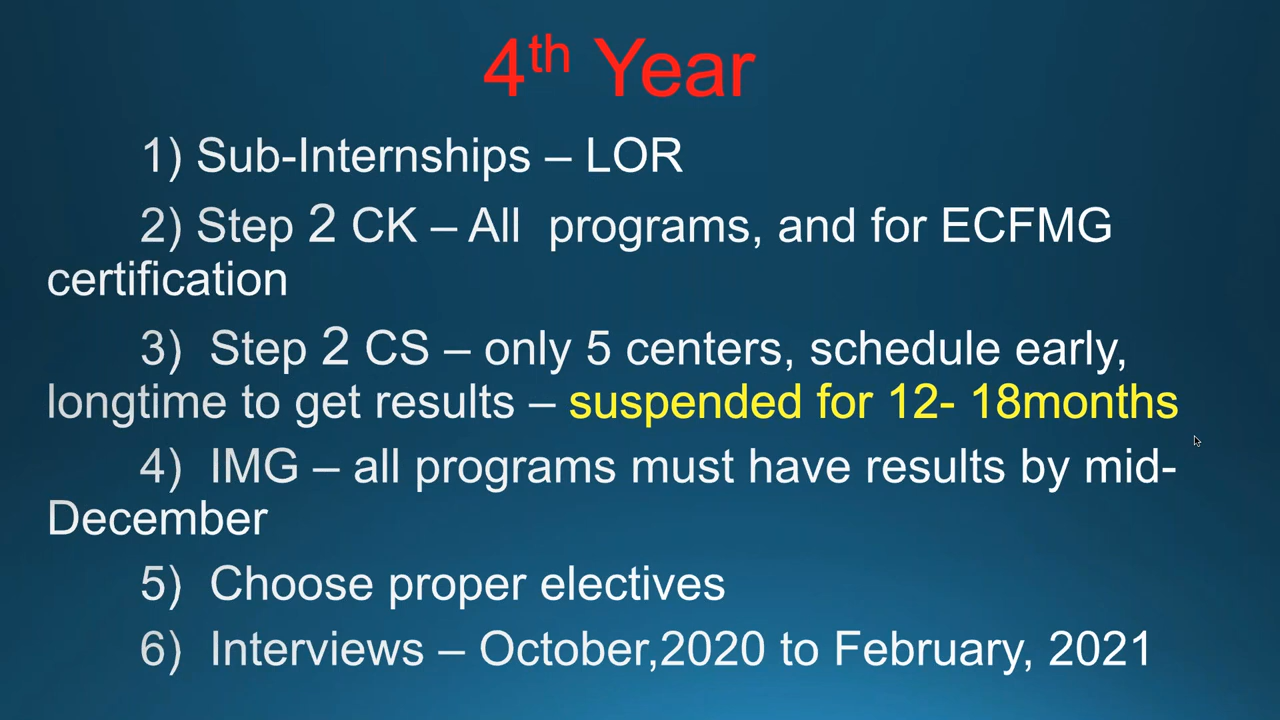 4th Year
1) Sub-Internships – LOR
2) Step 2 CK – All programs, and for ECFMG
certification
3) Step 2 CS – only 5 centers, schedule early,
longtime to get results – suspended for 12- 18months
4) IMG – all programs must have results by mid-
December
5) Choose proper electives
6) Interviews – October,2020 to February, 2021